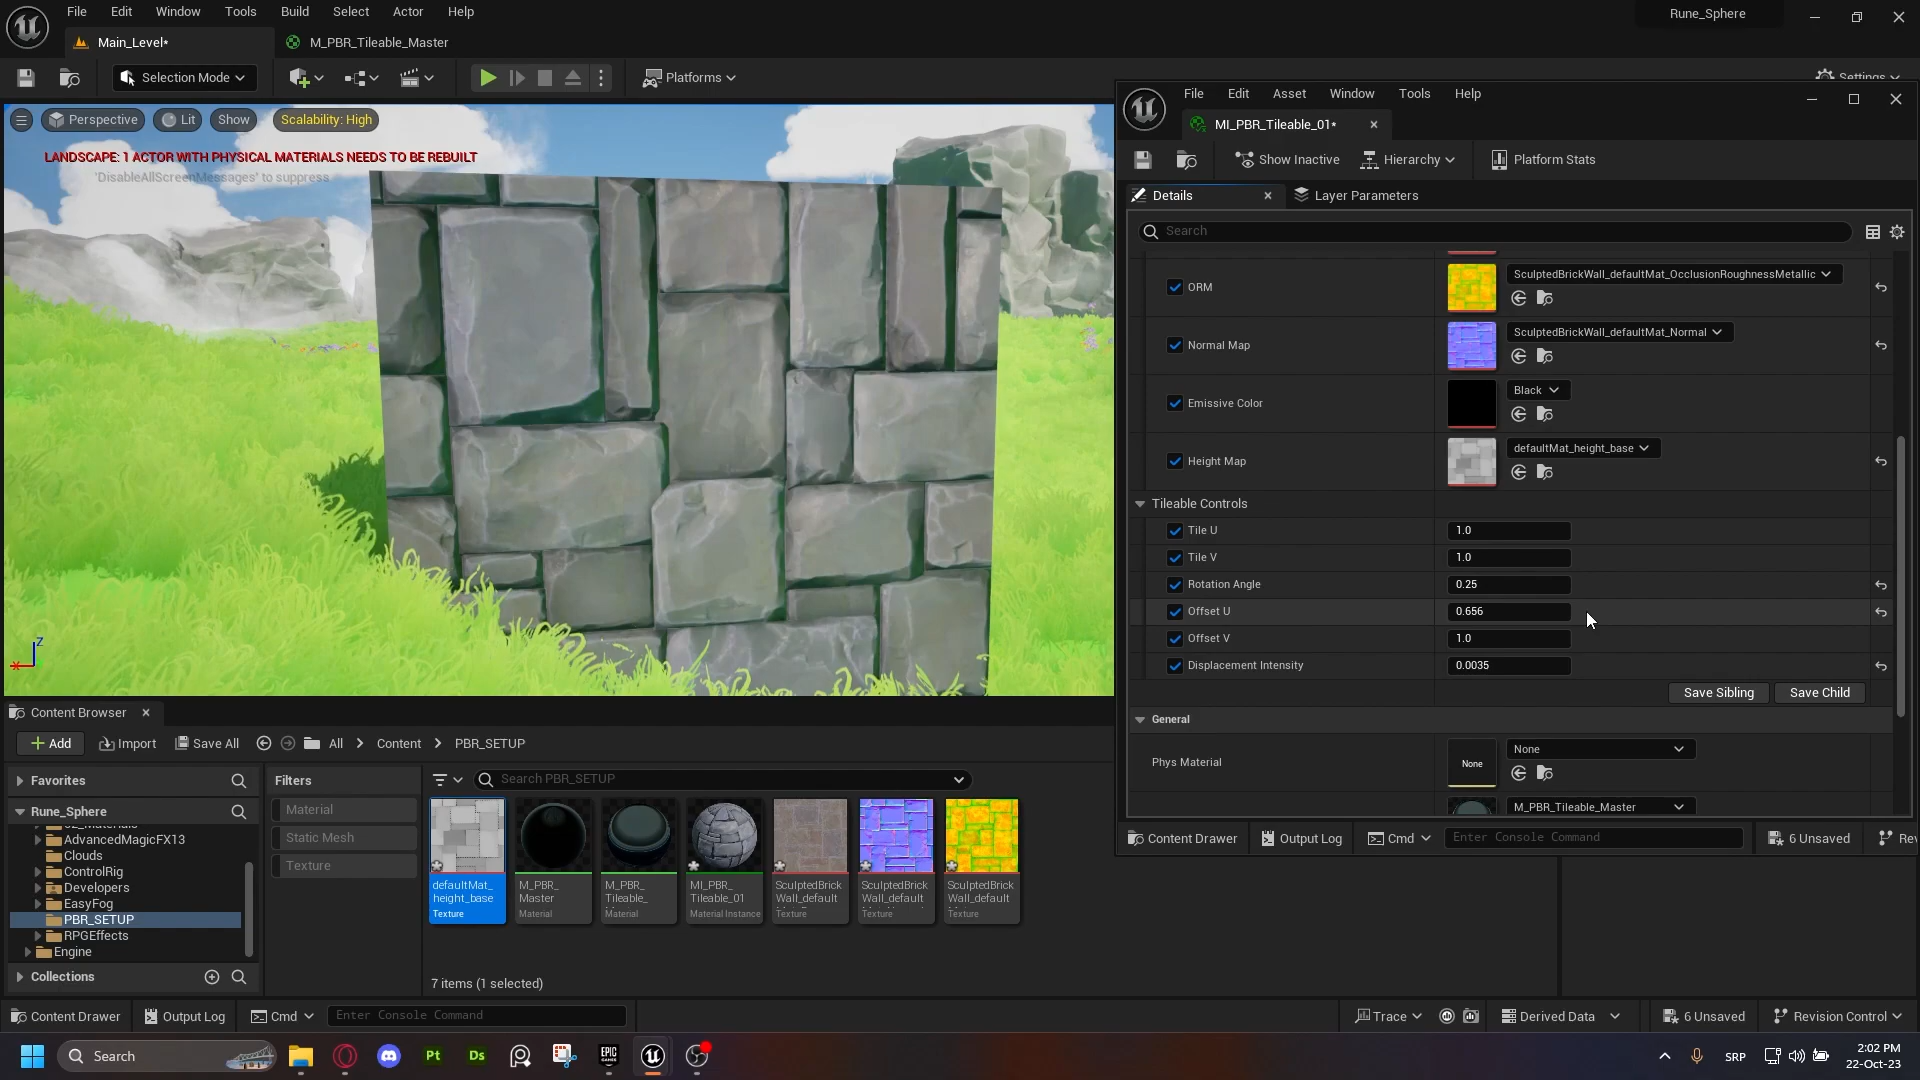 File Edit Window Tools Build Select Actor Help
Rune_Sphere
Main_Level*
M_PBR_Tileable_Master
Selection Mode
Platforms
Settings
Perspective
Lit
Show
Scalability: High
LANDSCAPE: 1 ACTOR WITH PHYSICAL MATERIALS NEEDS TO BE REBUILT
'DisableAllScreenMessages' to suppress
Z
X
File Edit Asset Window Tools Help
MI_PBR_Tileable_01*
Show Inactive
Hierarchy
Platform Stats
Details
Layer Parameters
Search
ORM
SculptedBrickWall_defaultMat_OcclusionRoughnessMetallic
Normal Map
SculptedBrickWall_defaultMat_Normal
Emissive Color
Black
Height Map
defaultMat_height_base
Tileable Controls
Tile U 1.0
Tile V 1.0
Rotation Angle 0.25
Offset U 0.656
Offset V 1.0
Displacement Intensity 0.0035
Save Sibling
Save Child
General
Phys Material
None
None
M_PBR_Tileable_Master
Content Drawer
Output Log
Cmd
Enter Console Command
6 Unsaved
Rev
Content Browser
Add
Import
Save All
All
Content
PBR_SETUP
Favorites
Rune_Sphere
AdvancedMagicFX13
Clouds
ControlRig
Developers
EasyFog
PBR_SETUP
RPGEffects
Engine
Collections
Filters
Material
Static Mesh
Texture
Search PBR_SETUP
defaultMat_
height_base
Texture
M_PBR_
Master
Material
M_PBR_
Tileable_
Material
MI_PBR_
Tileable_01
Material Instance
SculptedBrick
Wall_default
Texture
SculptedBrick
Wall_default
Texture
SculptedBrick
Wall_default
Texture
7 items (1 selected)
Content Drawer
Output Log
Cmd
Enter Console Command
Trace
Derived Data
6 Unsaved
Revision Control
Search
Pt
Ds
EPIC
GAMES
SRP
2:02 PM
22-Oct-23